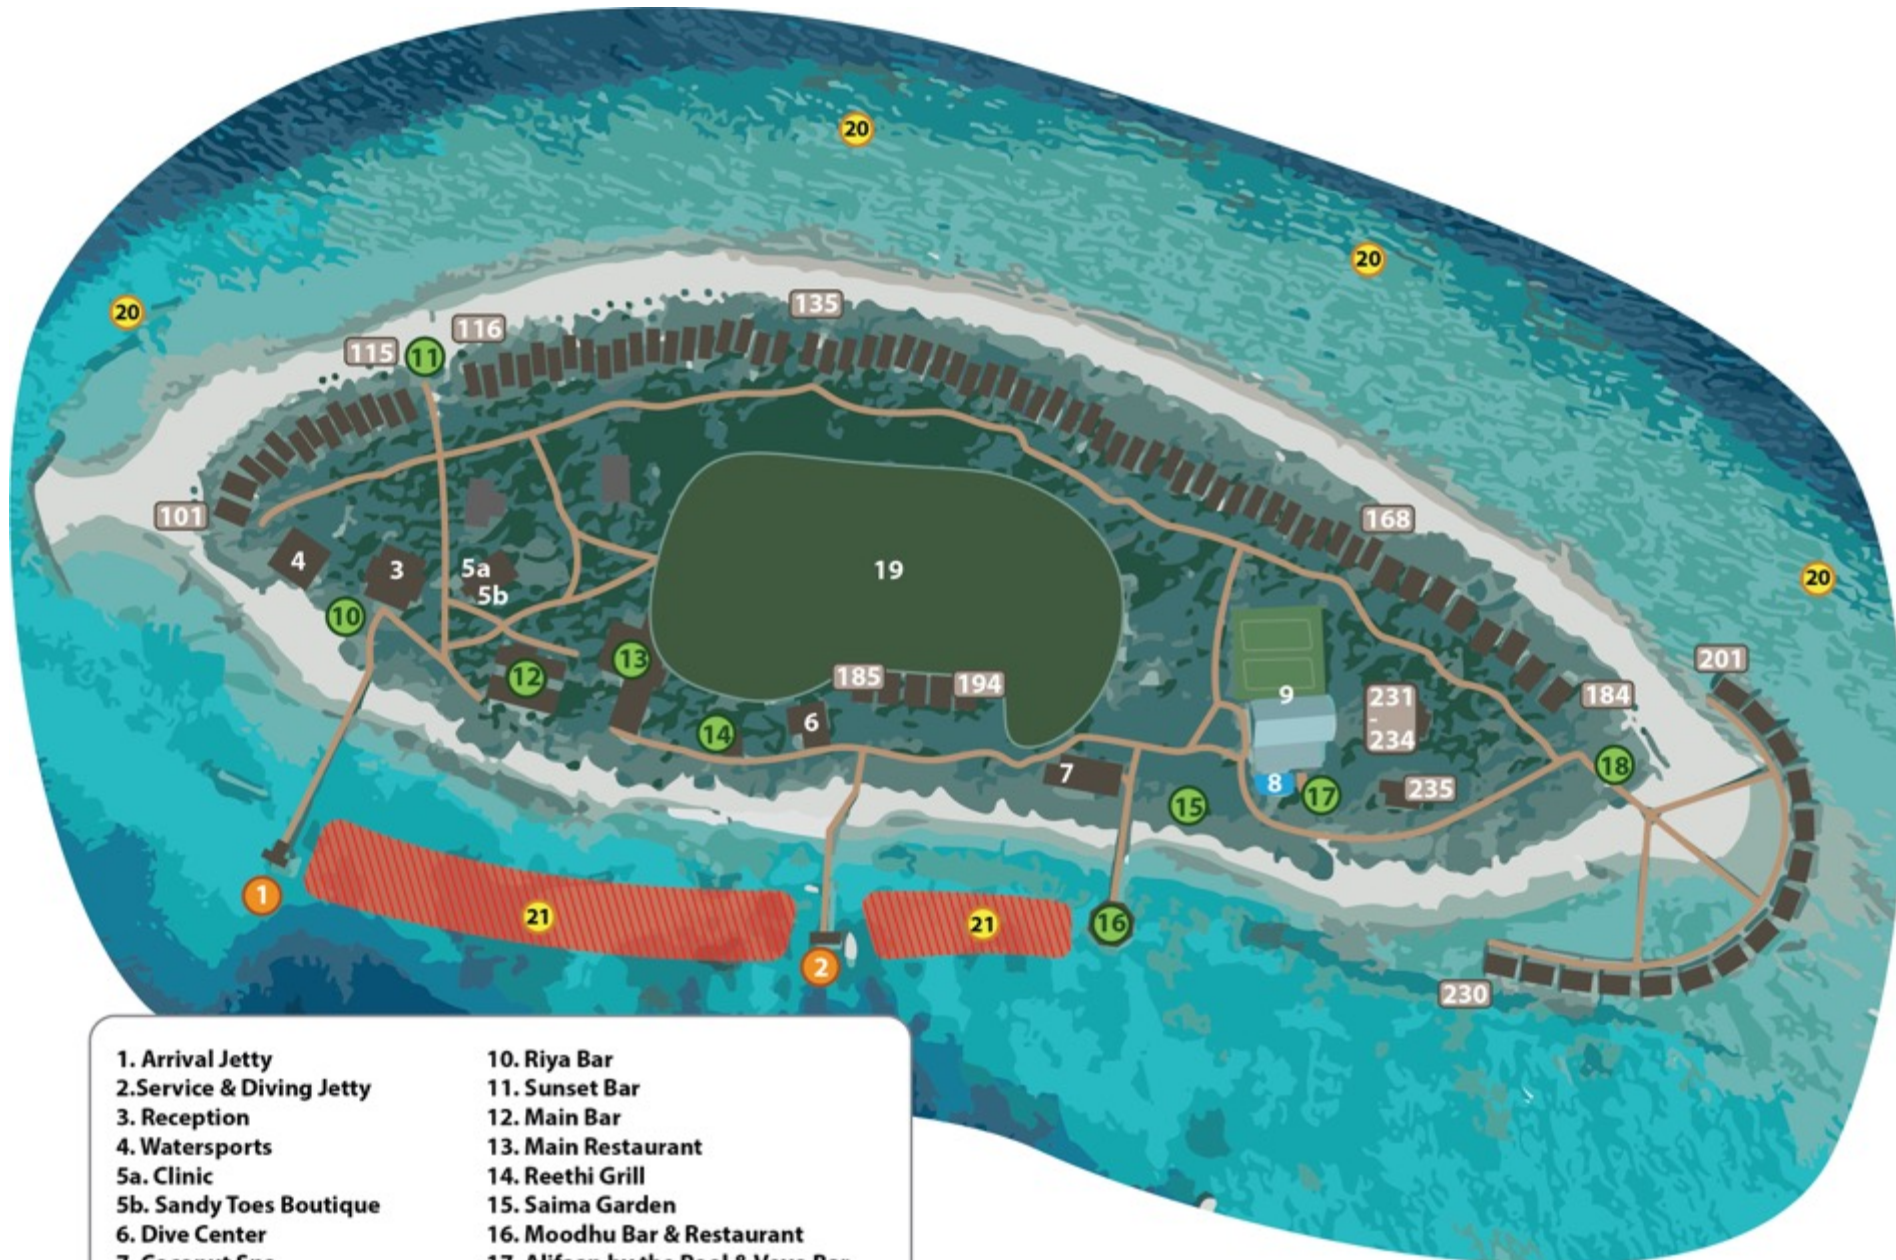 20
20
20
20
135
116
115
11
101
168
4
3
5a
5b
10
19
12
13
185
194
14
6
7
9
231
-
234
184
201
8
17
235
18
15
16
1
21
2
21
230
1. Arrival Jetty
2.Service & Diving Jetty
3. Reception
4. Watersports
5a. Clinic
5b. Sandy Toes Boutique
6. Dive Center
10. Riya Bar
11. Sunset Bar
12. Main Bar
13. Main Restaurant
14. Reethi Grill
15. Saima Garden
16. Moodhu Bar & Restaurant